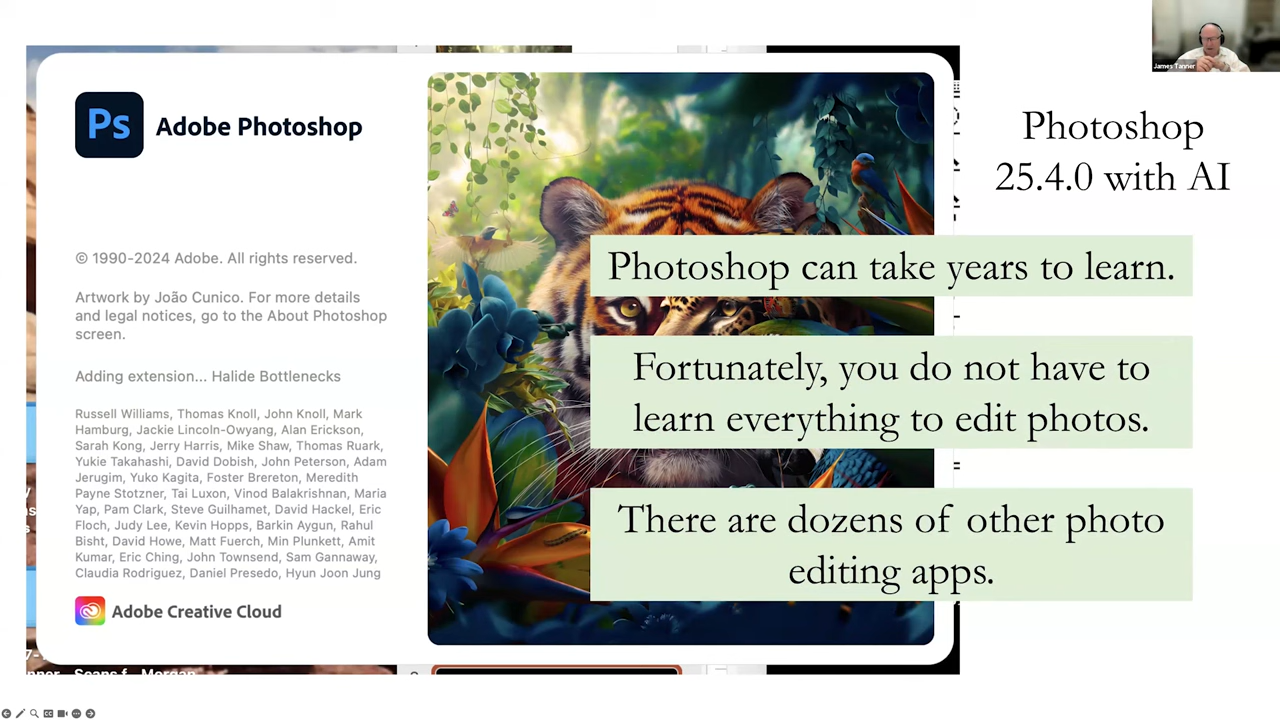 James Tanner
Ps Adobe Photoshop
© 1990-2024 Adobe. All rights reserved.
Artwork by João Cunico. For more details
and legal notices, go to the About Photoshop
screen.
Adding extension... Halide Bottlenecks
Russell Williams, Thomas Knoll, John Knoll, Mark
Hamburg, Jackie Lincoln-Owyang, Alan Erickson,
Sarah Kong, Jerry Harris, Mike Shaw, Thomas Ruark,
Yukie Takahashi, David Dobish, John Peterson, Adam
Jerugim, Yuko Kagita, Foster Brereton, Meredith
Payne Stotzner, Tai Luxon, Vinod Balakrishnan, Maria
Yap, Pam Clark, Steve Guilhamet, David Hackel, Eric
Floch, Judy Lee, Kevin Hopps, Barkin Aygun, Rahul
Bisht, David Howe, Matt Fuerch, Min Plunkett, Amit
Kumar, Eric Ching, John Townsend, Sam Gannaway,
Claudia Rodriguez, Daniel Presedo, Hyun Joon Jung
Adobe Creative Cloud
Photoshop
25.4.0 with AI
Photoshop can take years to learn.
Fortunately, you do not have to
learn everything to edit photos.
There are dozens of other photo
editing apps.